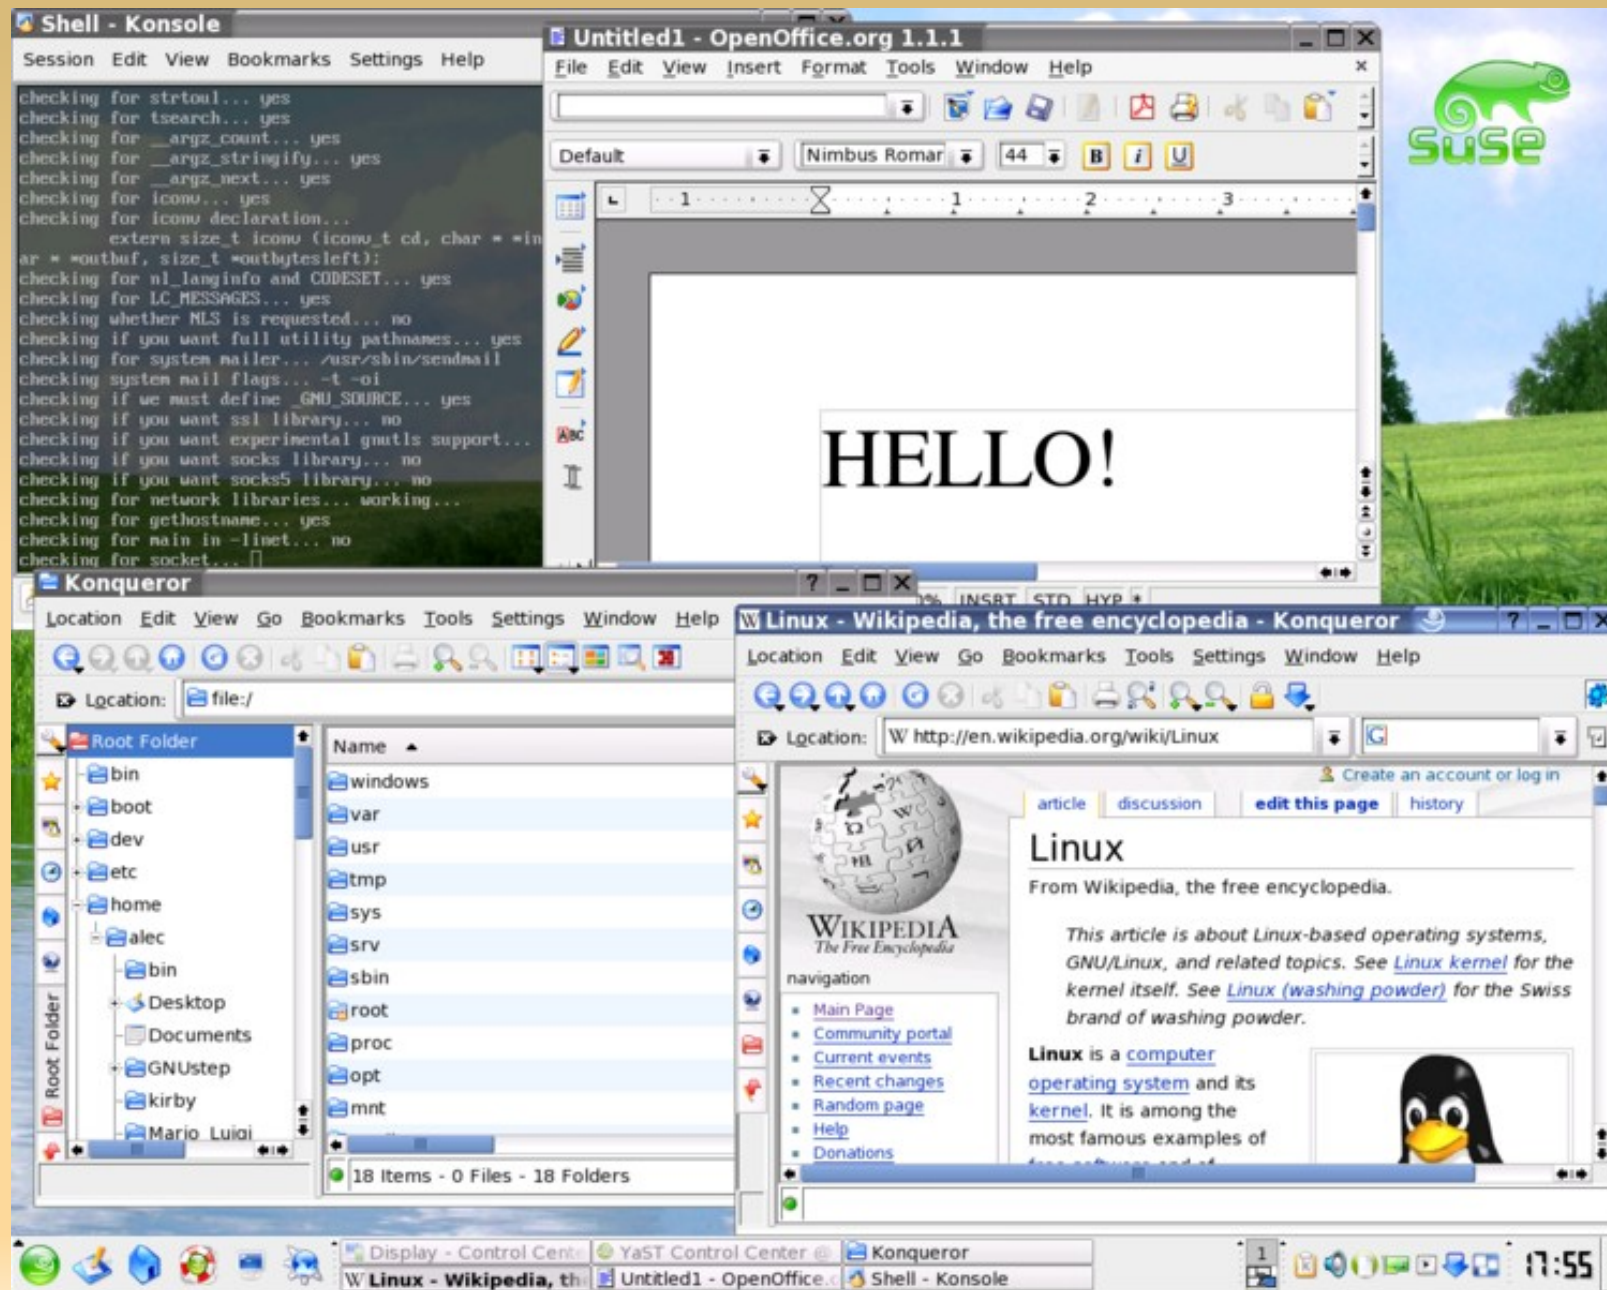 Shell - Konsole
Session Edit View Bookmarks Settings Help
checking for strtoul... yes
checking for tsearch... yes
checking for __argz_count... yes
checking for __argz_stringify... yes
checking for __argz_next... yes
checking for iconv... yes
checking for iconv declaration...
extern size_t iconv (iconv_t cd, char * *in
ar * *outbuf, size_t *outbytesleft);
checking for nl_langinfo and CODESET... yes
checking for LC_MESSAGES... yes
checking whether NLS is requested... no
checking if you want full utility pathnames... yes
checking for system mailer... /usr/sbin/sendmail
checking system mail flags... -t -oi
checking if we must define _GNU_SOURCE... yes
checking if you want ssl library... no
checking if you want experimental gnutls support...
checking if you want socks library... no
checking if you want socks5 library... no
checking for network libraries... working...
checking for gethostname... yes
checking for main in -linet... no
checking for socket...
Untitled1 - OpenOffice.org 1.1.1
File Edit View Insert Format Tools Window Help
Default Nimbus Romar 44 B i U
1 1 2 3
ABC
HELLO!
INSRT STD HYP *
SUSE
Konqueror
Location Edit View Go Bookmarks Tools Settings Window Help
Location: file:/
Root Folder
Root Folder
bin
boot
dev
etc
home
alec
bin
Desktop
Documents
GNUstep
kirby
Mario Luigi
Name
windows
var
usr
tmp
sys
srv
sbin
root
proc
opt
mnt
18 Items - 0 Files - 18 Folders
W Linux - Wikipedia, the free encyclopedia - Konqueror
Location Edit View Go Bookmarks Tools Settings Window Help
Location: W http://en.wikipedia.org/wiki/Linux G
Create an account or log in
article discussion edit this page history
WIKIPEDIA
The Free Encyclopedia
navigation
Main Page
Community portal
Current events
Recent changes
Random page
Help
Donations
Linux
From Wikipedia, the free encyclopedia.
This article is about Linux-based operating systems,
GNU/Linux, and related topics. See Linux kernel for the
kernel itself. See Linux (washing powder) for the Swiss
brand of washing powder.
Linux is a computer
operating system and its
kernel. It is among the
most famous examples of
Display - Control Cente YaST Control Center @ Konqueror
W Linux - Wikipedia, th Untitled1 - OpenOffice.o Shell - Konsole
1
17:55